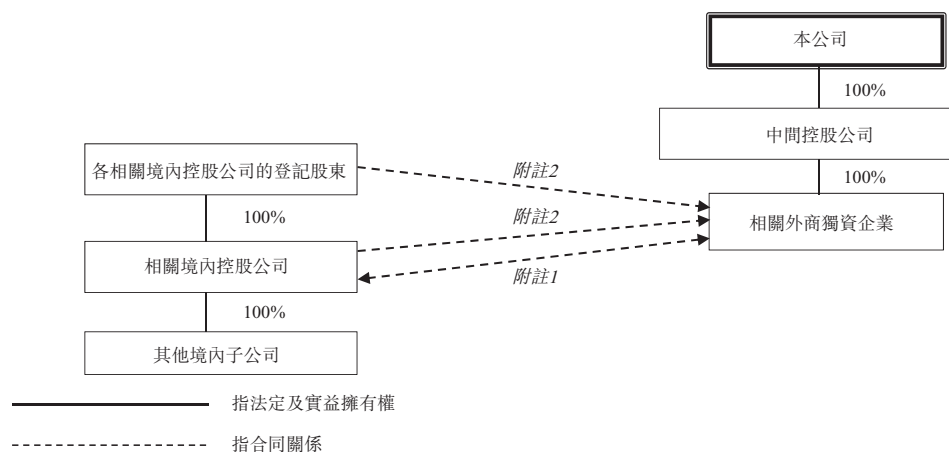 本公司
100%
中間控股公司
各相關境內控股公司的登記股東
附註2
100%
100%
附註2
相關外商獨資企業
相關境內控股公司
附註1
100%
其他境內子公司
指法定及實益擁有權
指合同關係